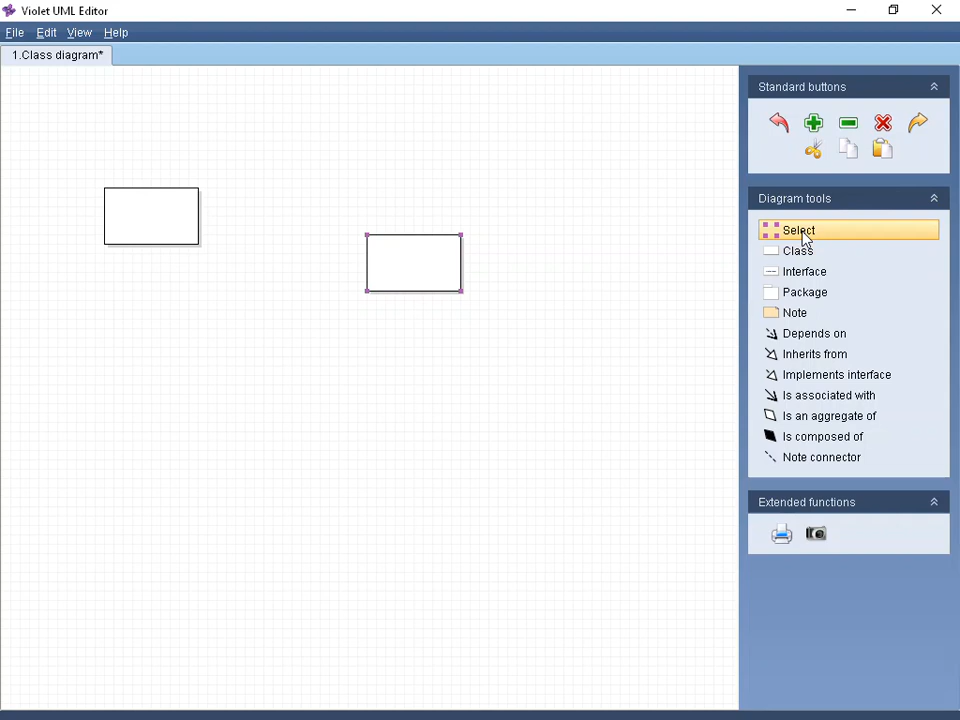 Violet UML Editor
File Edit View Help
1.Class diagram*
Standard buttons
Diagram tools
Select
Class
Interface
Package
Note
Depends on
Inherits from
Implements interface
Is associated with
Is an aggregate of
Is composed of
Note connector
Extended functions